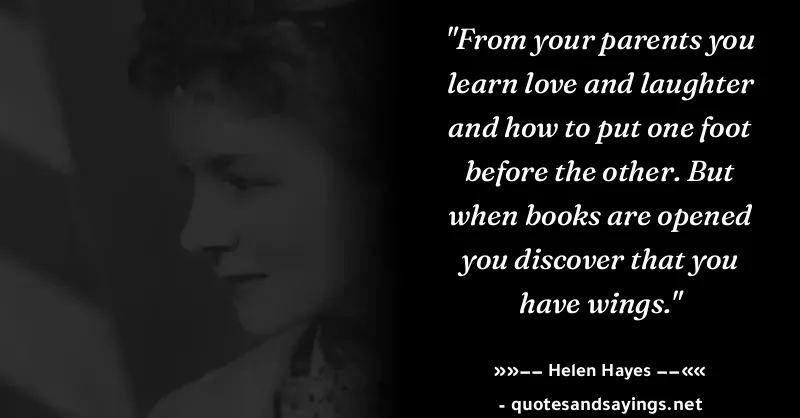 "From your parents you
learn love and laughter
and how to put one foot
before the other. But
when books are opened
you discover that you
have wings."
»»−− Helen Hayes −−««
- quotesandsayings.net